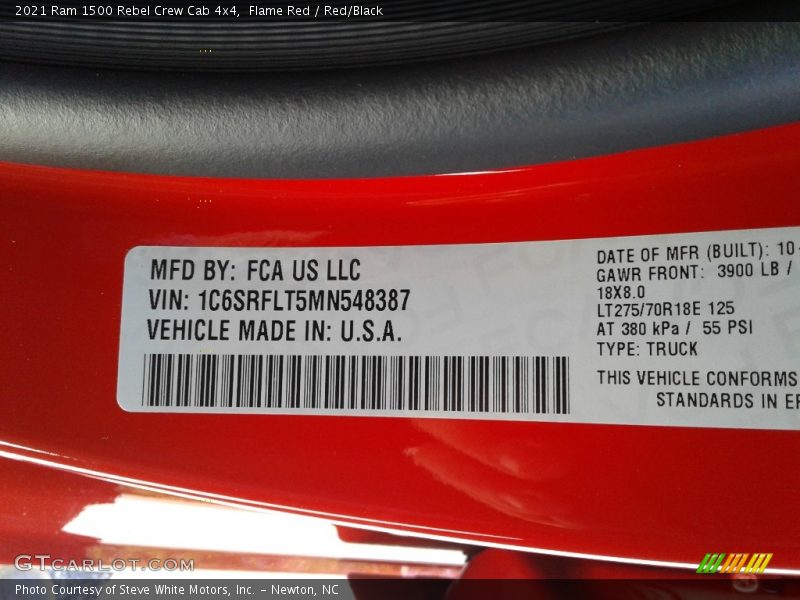 2021 Ram 1500 Rebel Crew Cab 4x4, Flame Red / Red/Black
MFD BY: FCA US LLC
VIN: 1C6SRFLT5MN548387
VEHICLE MADE IN: U.S.A.
DATE OF MFR (BUILT): 10-
GAWR FRONT: 3900 LB /
18X8.0
LT275/70R18E 125
AT 380 kPa / 55 PSI
TYPE: TRUCK
THIS VEHICLE CONFORMS
STANDARDS IN
GTCARLOT.COM
Photo Courtesy of Steve White Motors, Inc. – Newton, NC